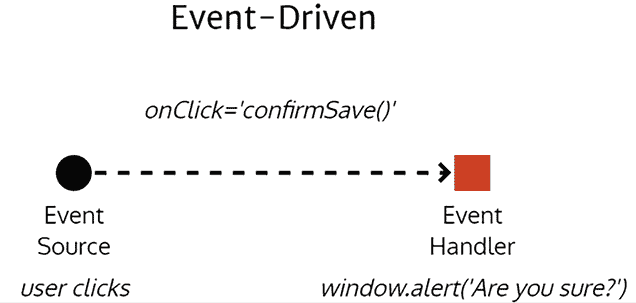 Event-Driven
onClick='confirmSave()'
Event
Source
Event
Handler
user clicks
window.alert('Are you sure?')